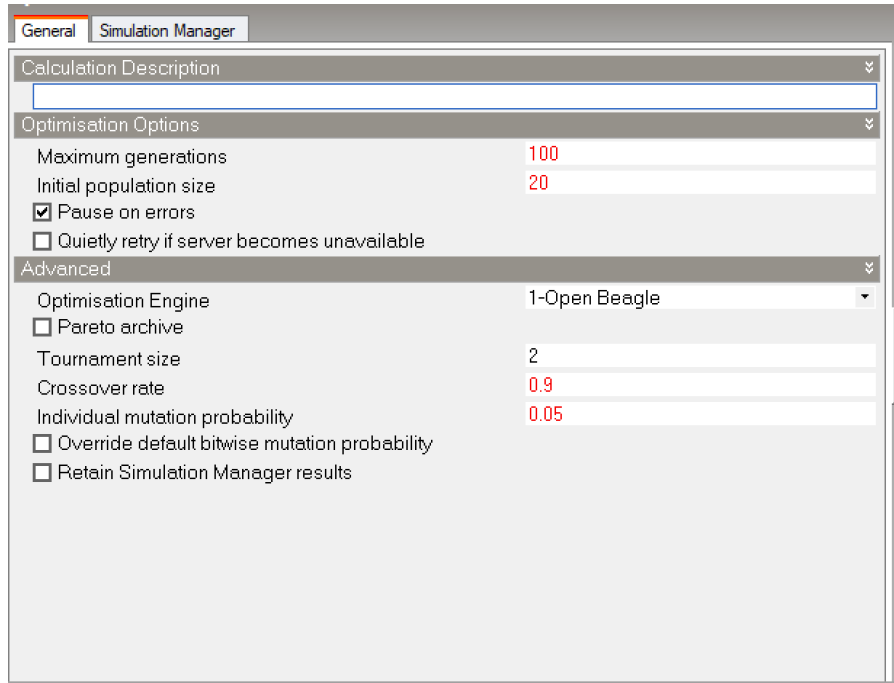 General Simulation Manager
Calculation Description
Optimisation Options
Maximum generations 100
Initial population size 20
Pause on errors
Quietly retry if server becomes unavailable
Advanced
Optimisation Engine 1-Open Beagle
Pareto archive
Tournament size 2
Crossover rate 0.9
Individual mutation probability 0.05
Override default bitwise mutation probability
Retain Simulation Manager results